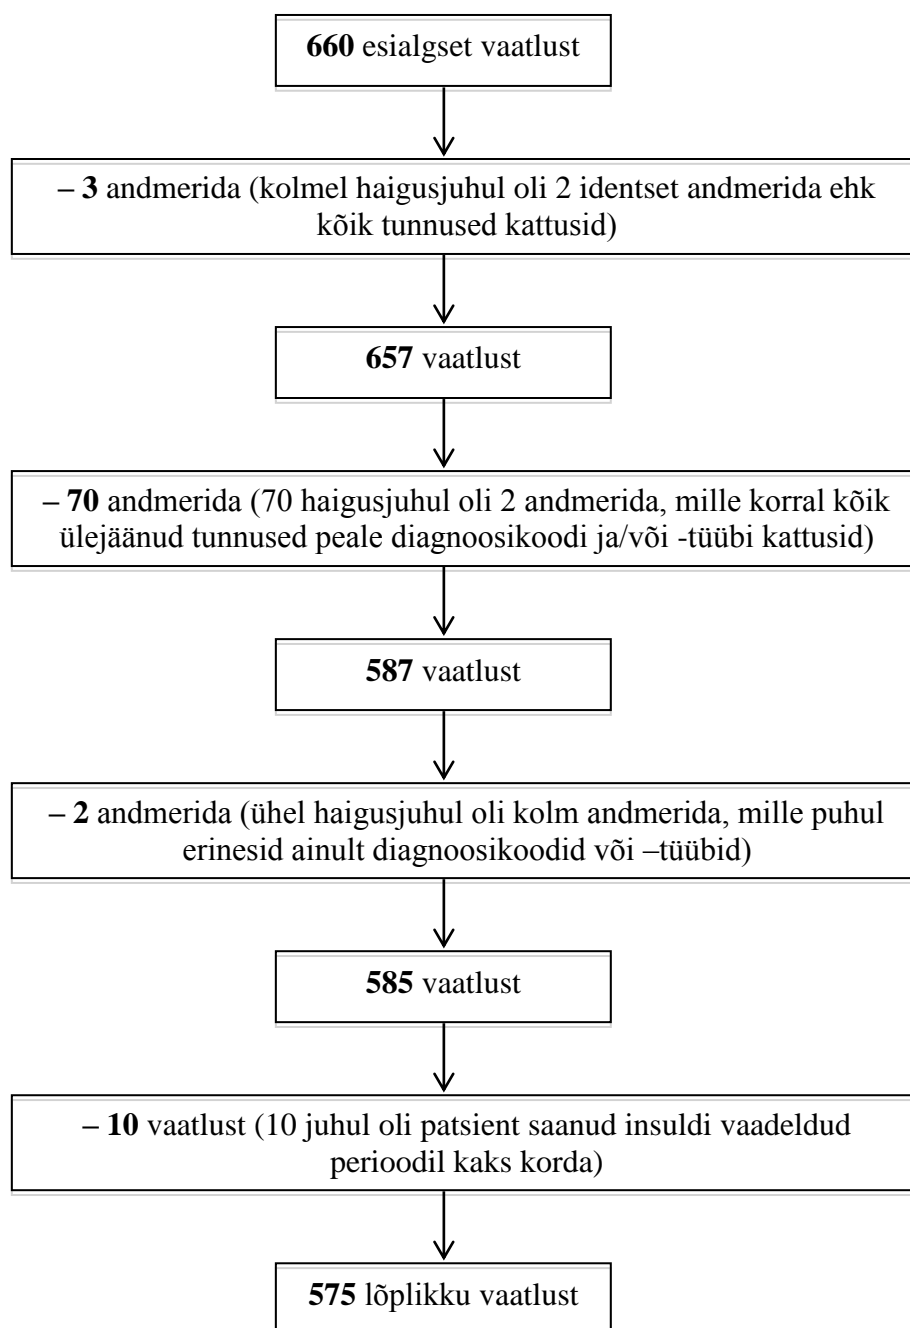 660 esialgset vaatlust
– 3 andmerida (kolmel haigusjuhul oli 2 identset andmerida ehk
kõik tunnused kattusid)
657 vaatlust
– 70 andmerida (70 haigusjuhul oli 2 andmerida, mille korral kõik
ülejäänud tunnused peale diagnoosikoodi ja/või -tüübi kattusid)
587 vaatlust
– 2 andmerida (ühel haigusjuhul oli kolm andmerida, mille puhul
erinesid ainult diagnoosikoodid või –tüübid)
585 vaatlust
– 10 vaatlust (10 juhul oli patsient saanud insuldi vaadeldud
perioodil kaks korda)
575 lõplikku vaatlust